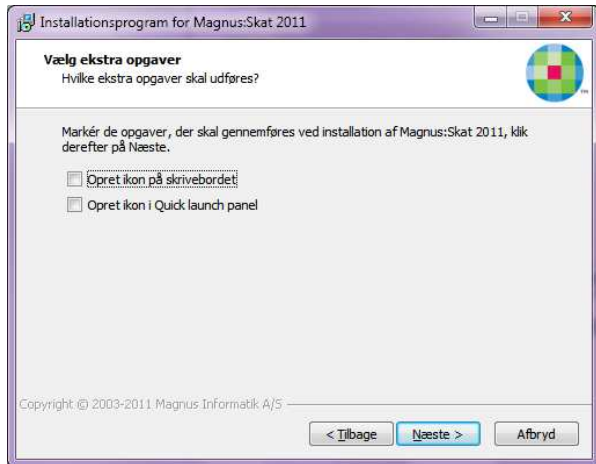 Installationsprogram for Magnus:Skat 2011
Vælg ekstra opgaver
Hvilke ekstra opgaver skal udføres?
Markér de opgaver, der skal gennemføres ved installation af Magnus:Skat 2011, klik
derefter på Næste.
Opret ikon på skrivebordet
Opret ikon i Quick launch panel
Copyright © 2003-2011 Magnus Informatik A/S
< Tilbage Næste > Afbryd